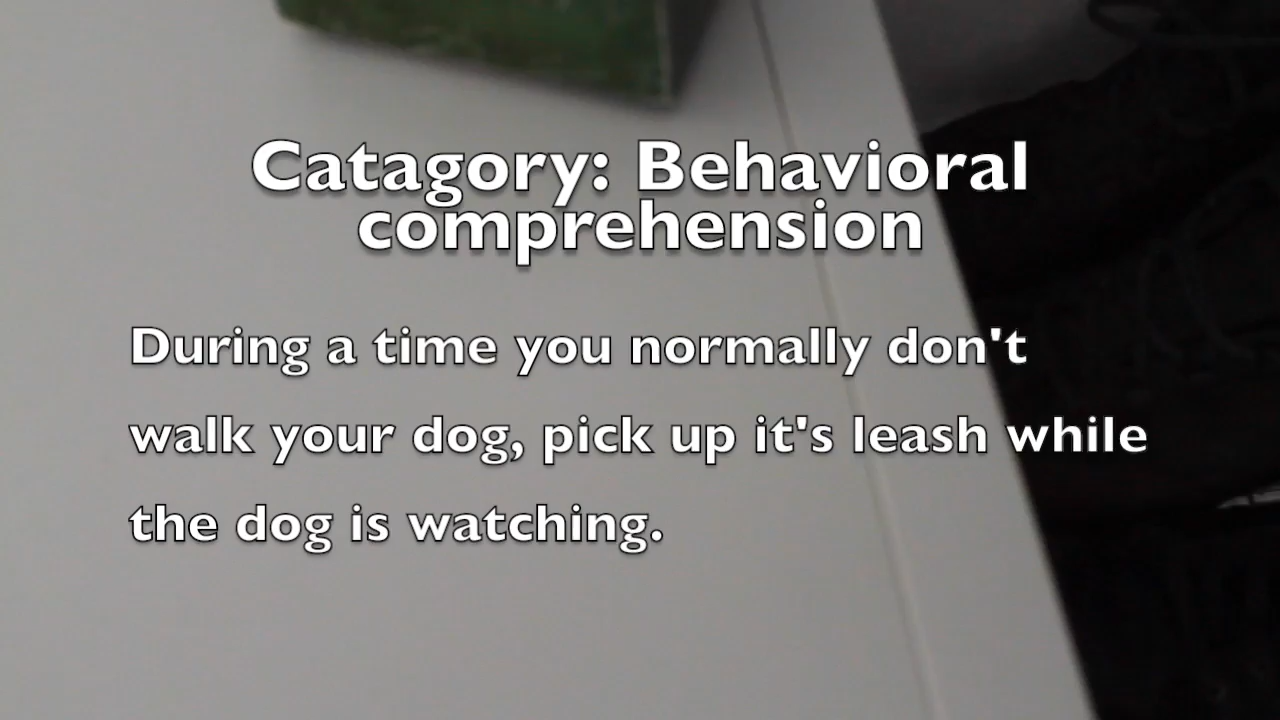 Catagory: Behavioral
comprehension
During a time you normally don't
walk your dog, pick up it's leash while
the dog is watching.